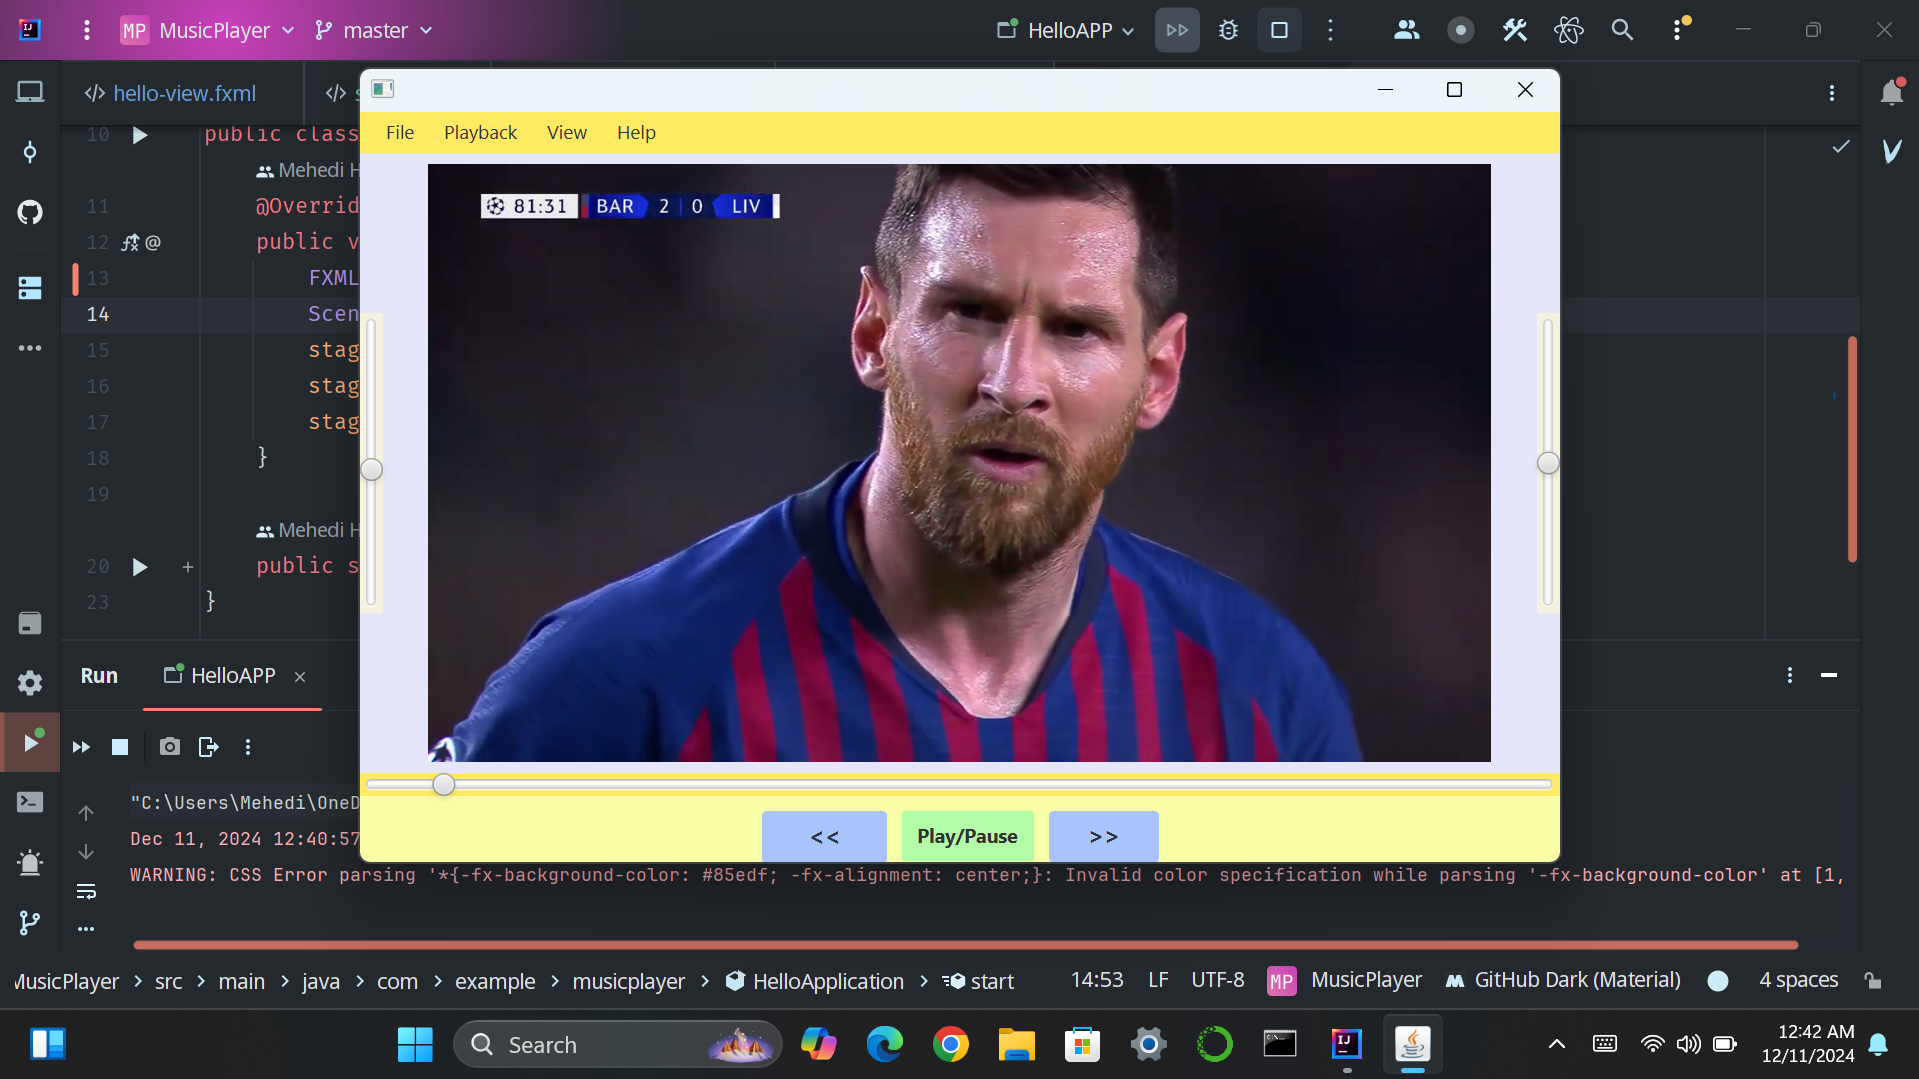 MP MusicPlayer master HelloAPP
hello-view.fxml
File Playback View Help
81:31 BAR 2 0 LIV
10 public class
Mehedi H
11 @Overrid
12 public v
13 FXML
14 Scen
15 stag
16 stag
17 stag
18 }
19
Mehedi H
20 public s
23 }
Run HelloAPP
<< Play/Pause >>
"C:\Users\Mehedi\OneD
Dec 11, 2024 12:40:57
WARNING: CSS Error parsing '*{-fx-background-color: #85edf; -fx-alignment: center;}: Invalid color specification while parsing '-fx-background-color' at [1,
MusicPlayer > src > main > java > com > example > musicplayer > HelloApplication > start 14:53 LF UTF-8 MP MusicPlayer GitHub Dark (Material) 4 spaces
Search
12:42 AM
12/11/2024